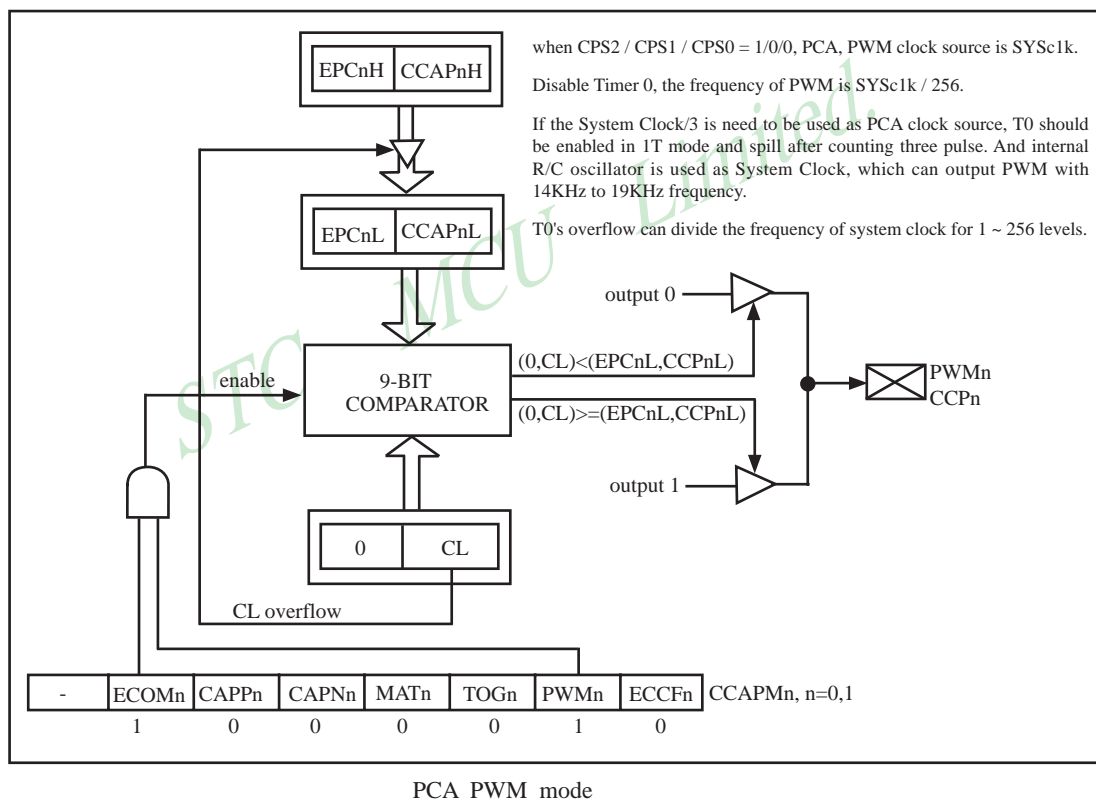 when CPS2 / CPS1 / CPS0 = 1/0/0, PCA, PWM clock source is SYSc1k.
Disable Timer 0, the frequency of PWM is SYSc1k / 256.
If the System Clock/3 is need to be used as PCA clock source, T0 should
be enabled in 1T mode and spill after counting three pulse. And internal
R/C oscillator is used as System Clock, which can output PWM with
14KHz to 19KHz frequency.
T0's overflow can divide the frequency of system clock for 1 ~ 256 levels.
EPCnH CCAPnH
EPCnL CCAPnL
STC MCU Limited.
output 0
(0,CL)<(EPCnL,CCPnL)
enable
9-BIT
COMPARATOR
(0,CL)>=(EPCnL,CCPnL)
PWMn
CCPn
output 1
0 CL
CL overflow
- ECOMn CAPPn CAPNn MATn TOGn PWMn ECCFn CCAPMn, n=0,1
1 0 0 0 0 1 0
PCA PWM mode